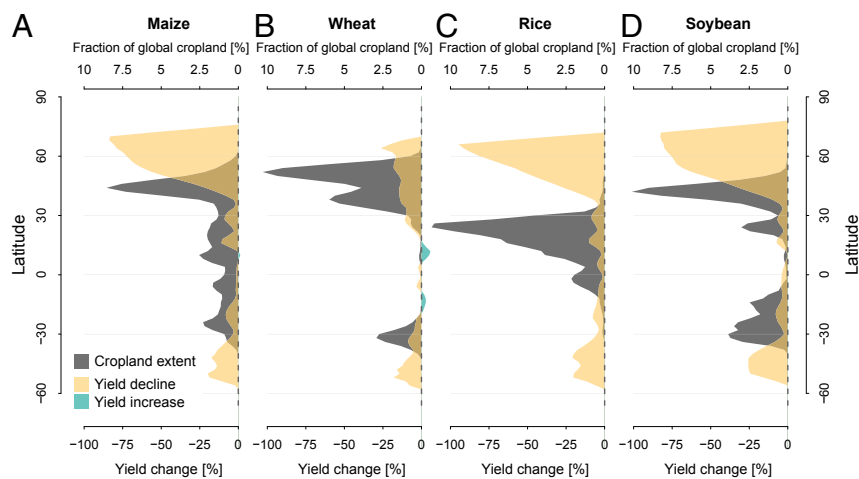 A Maize B Wheat C Rice D Soybean
Fraction of global cropland [%] Fraction of global cropland [%] Fraction of global cropland [%] Fraction of global cropland [%]
10 7.5 5 2.5 0 10 7.5 5 2.5 0 10 7.5 5 2.5 0 10 7.5 5 2.5 0
90 90
60 60
30 30
Latitude Latitude
0 0
−30 −30
Cropland extent
Yield decline
−60 −60
Yield increase
−100 −75 −50 −25 0 −100 −75 −50 −25 0 −100 −75 −50 −25 0 −100 −75 −50 −25 0
Yield change [%] Yield change [%] Yield change [%] Yield change [%]